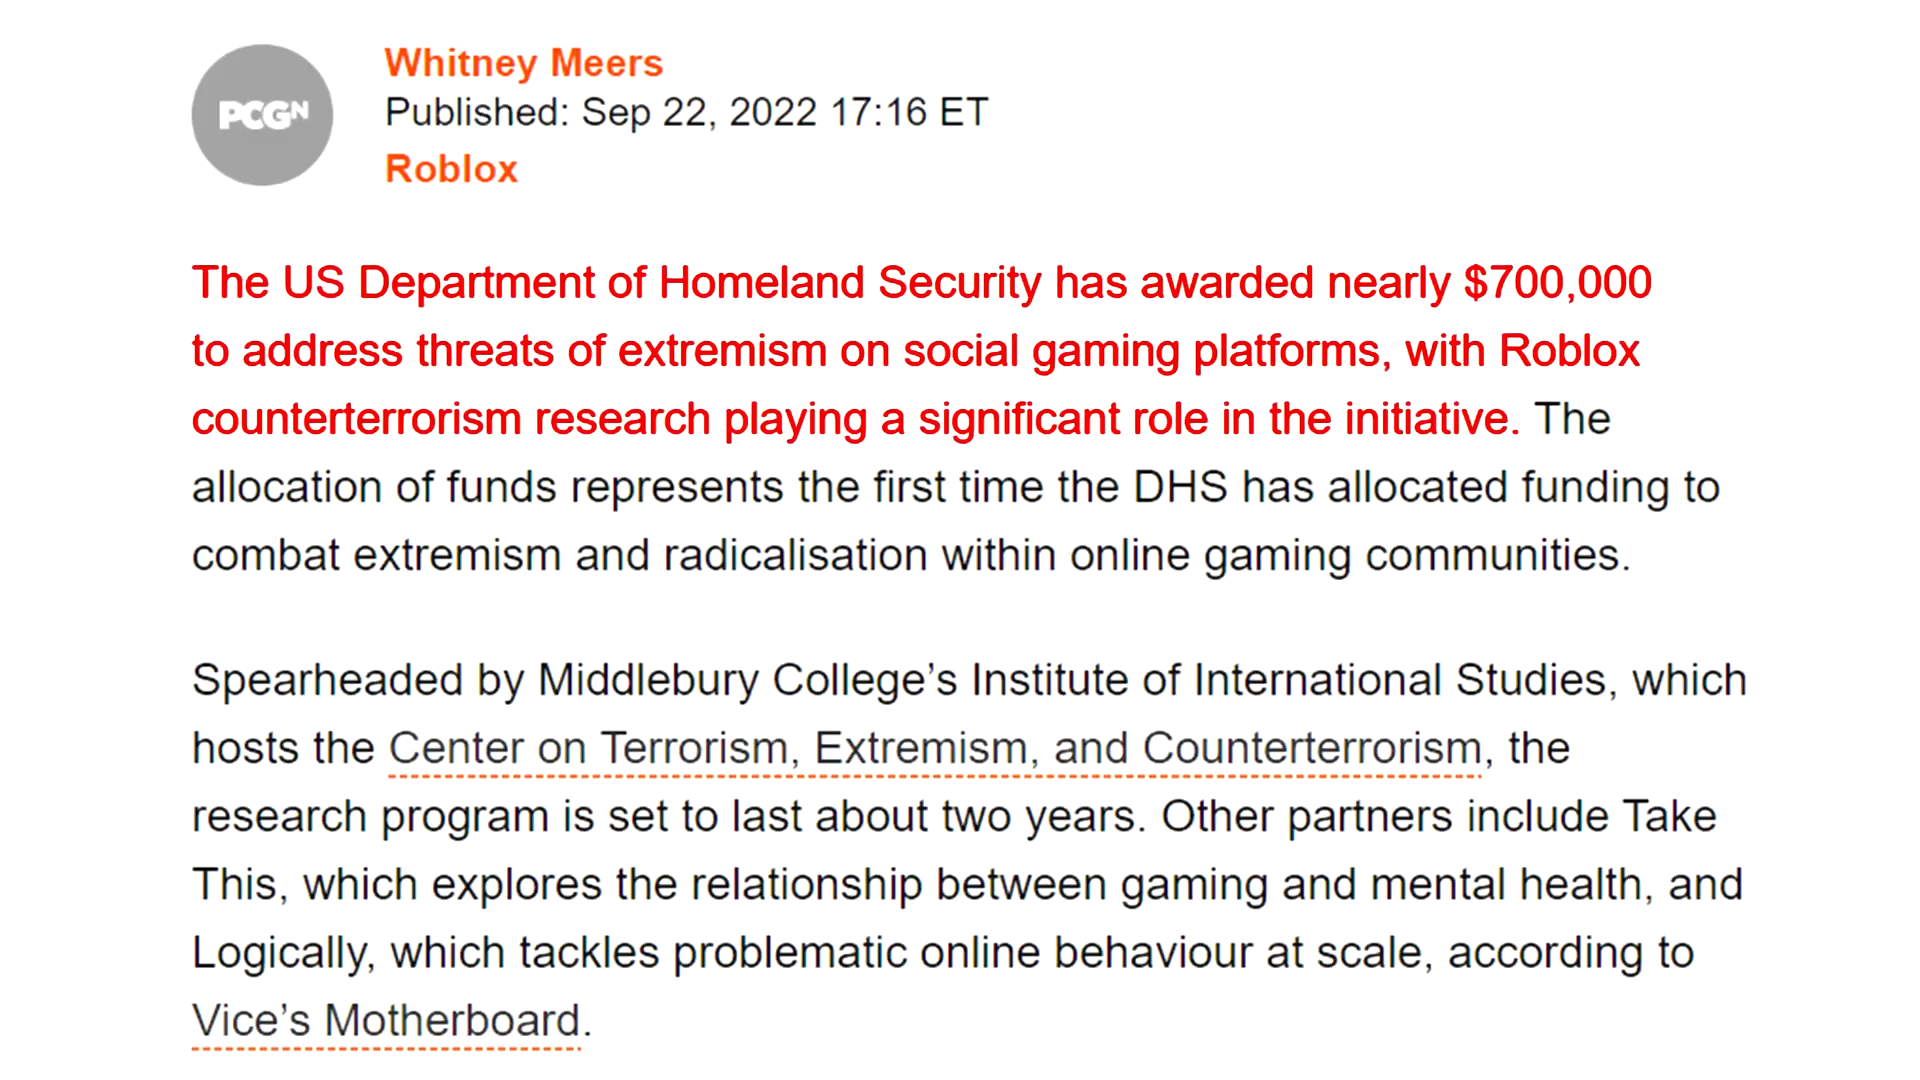 PCGN
Whitney Meers
Published: Sep 22, 2022 17:16 ET
Roblox
The US Department of Homeland Security has awarded nearly $700,000
to address threats of extremism on social gaming platforms, with Roblox
counterterrorism research playing a significant role in the initiative. The
allocation of funds represents the first time the DHS has allocated funding to
combat extremism and radicalisation within online gaming communities.
Spearheaded by Middlebury College’s Institute of International Studies, which
hosts the Center on Terrorism, Extremism, and Counterterrorism, the
research program is set to last about two years. Other partners include Take
This, which explores the relationship between gaming and mental health, and
Logically, which tackles problematic online behaviour at scale, according to
Vice’s Motherboard.